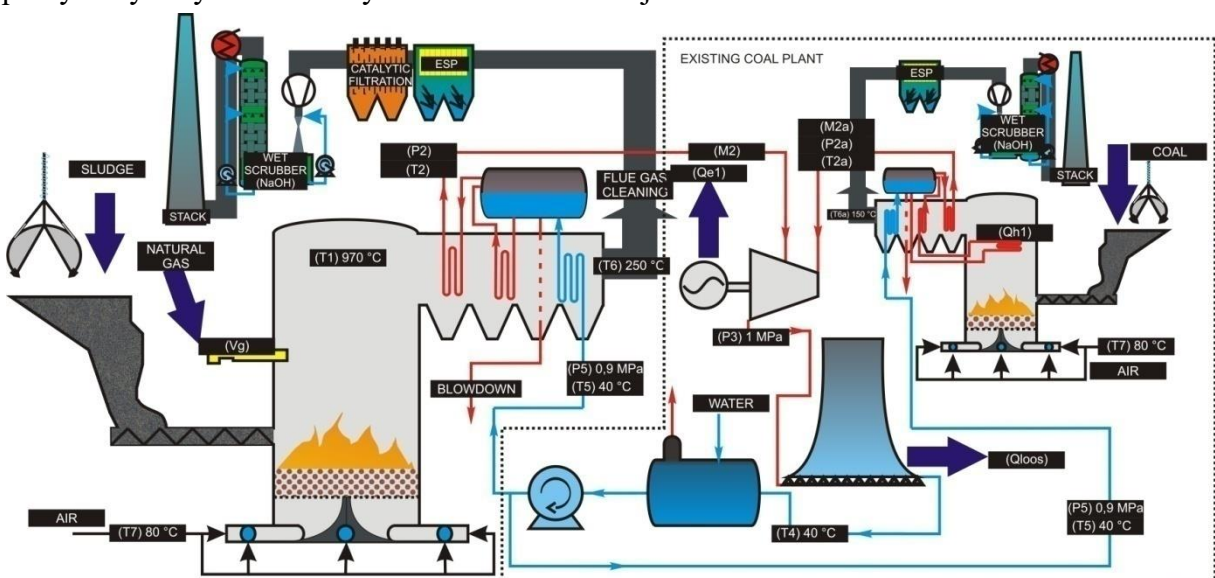 EXISTING COAL PLANT
CATALYTIC
FILTRATION
ESP
WET
SCRUBBER
(NaOH)
STACK
SLUDGE
NATURAL
GAS
(Vg)
(T1) 970 °C
(P2)
(T2)
FLUE GAS
CLEANING
(T6) 250 °C
(M2)
(Qe1)
(M2a)
(P2a)
(T2a)
ESP
WET
SCRUBBER
(NaOH)
STACK
COAL
(T6a) 150 °C
(Qh1)
(P3) 1 MPa
(T7) 80 °C
AIR
(P5) 0,9 MPa
(T5) 40 °C
BLOWDOWN
WATER
(Qloos)
(T4) 40 °C
(P5) 0,9 MPa
(T5) 40 °C
AIR
(T7) 80 °C